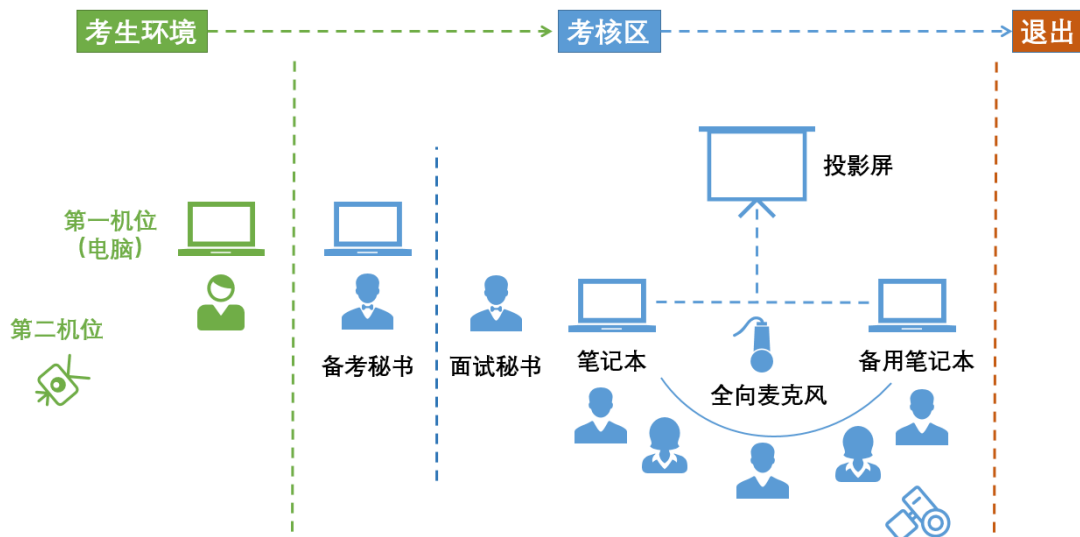 考生环境
考核区
退出
投影屏
第一机位
(电脑)
第二机位
备考秘书
面试秘书
笔记本
全向麦克风
备用笔记本